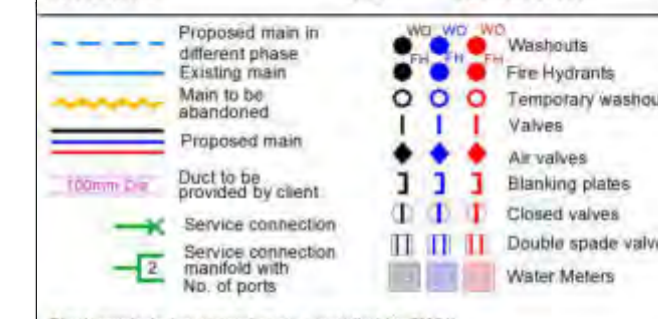 Proposed main in
different phase
Existing main
Main to be
abandoned
Proposed main
100mm Dia
Duct to be
provided by client
Service connection
2
Service connection
manifold with
No. of ports
WO WO WO
Washouts
FH FH FH
Fire Hydrants
Temporary washou
Valves
Air valves
Blanking plates
Closed valves
Double spade valve
Water Meters